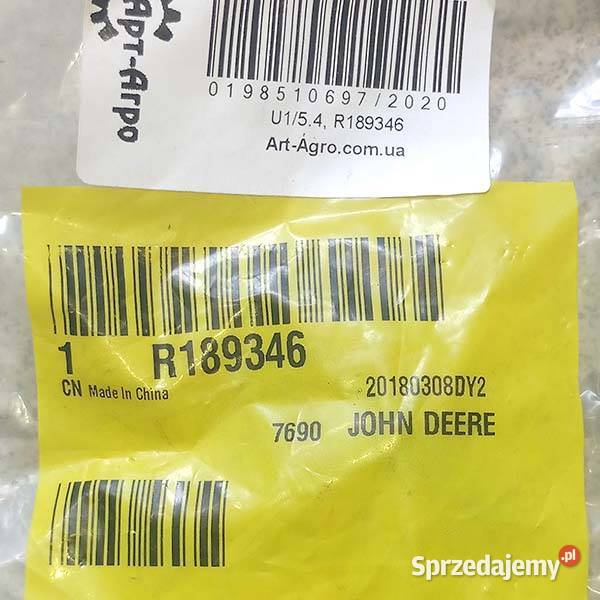 Арт-Агро
0198510697/2020
U1/5.4, R189346
Art-Agro.com.ua
1 R189346
CN Made In China
20180308DY2
7690 JOHN DEERE
Sprzedajemy.pl